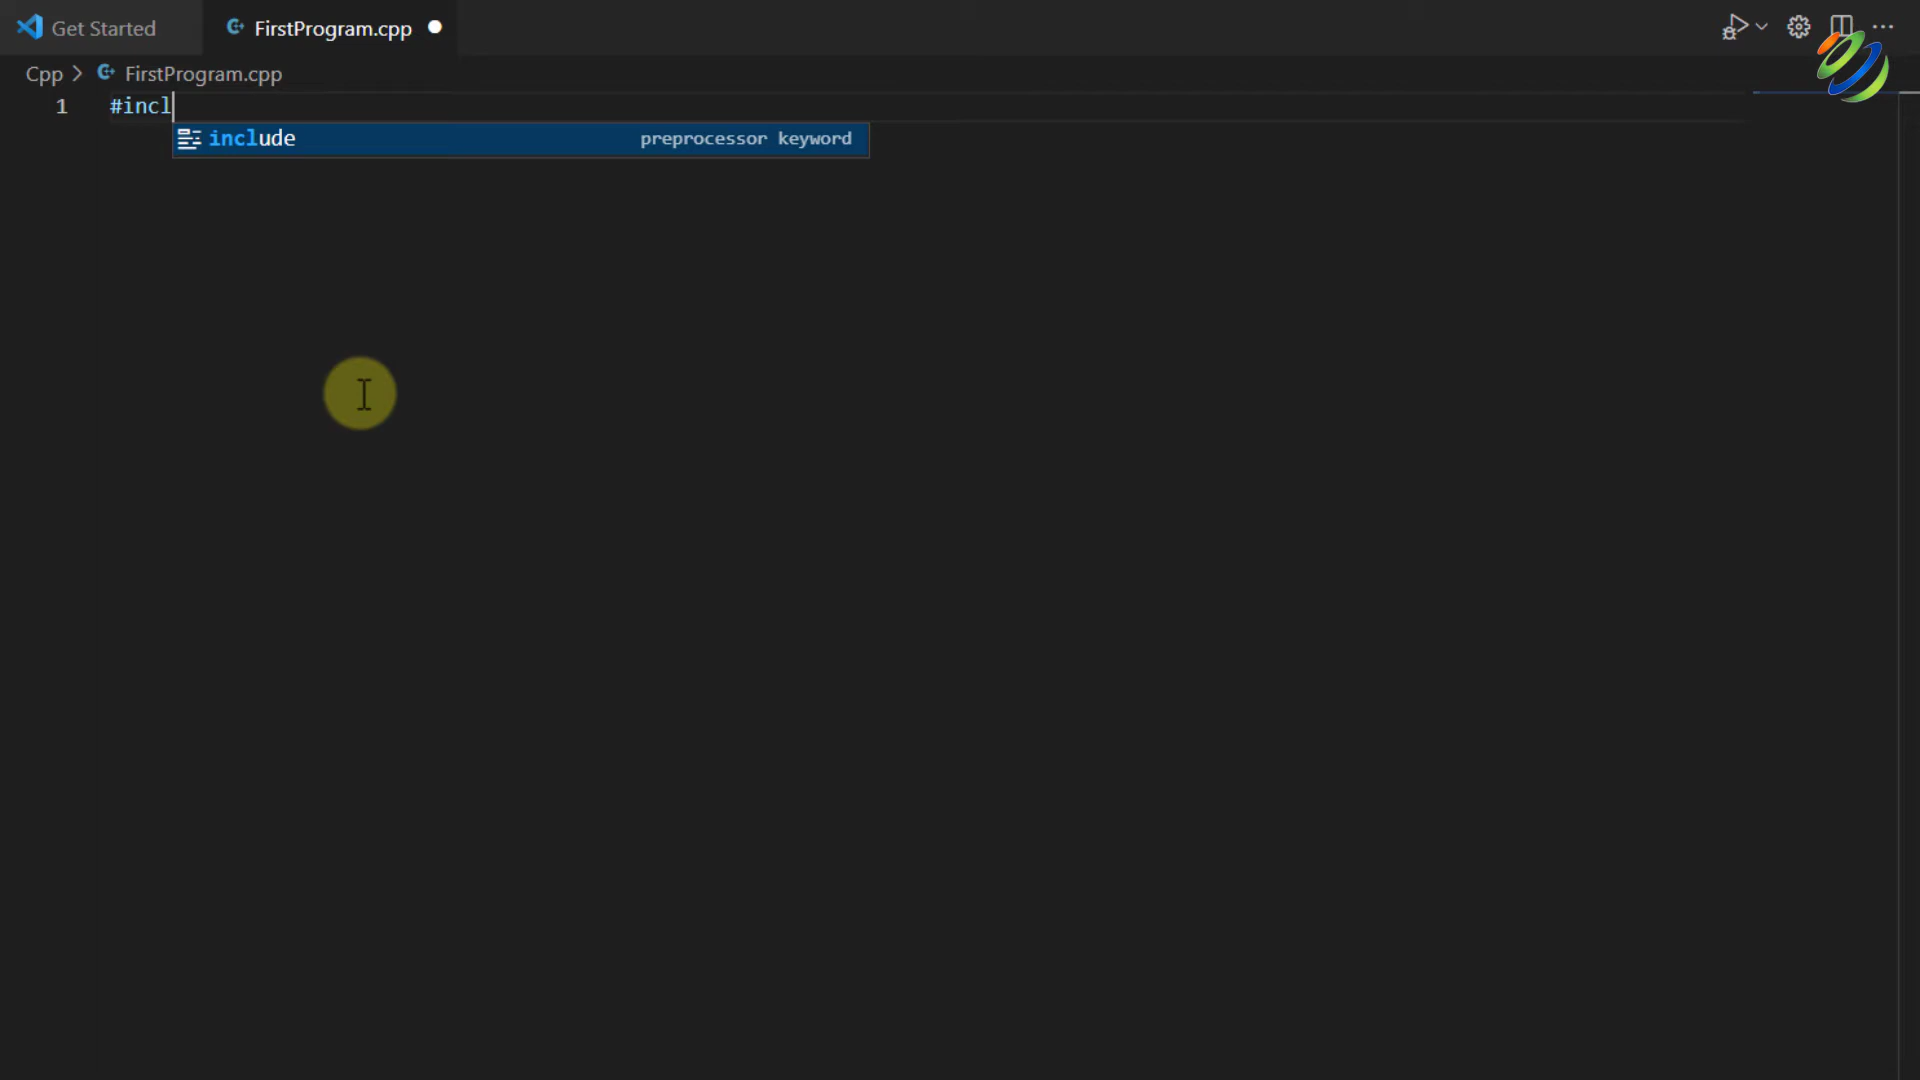 Get Started
FirstProgram.cpp
Cpp > FirstProgram.cpp
1 #incl
include preprocessor keyword